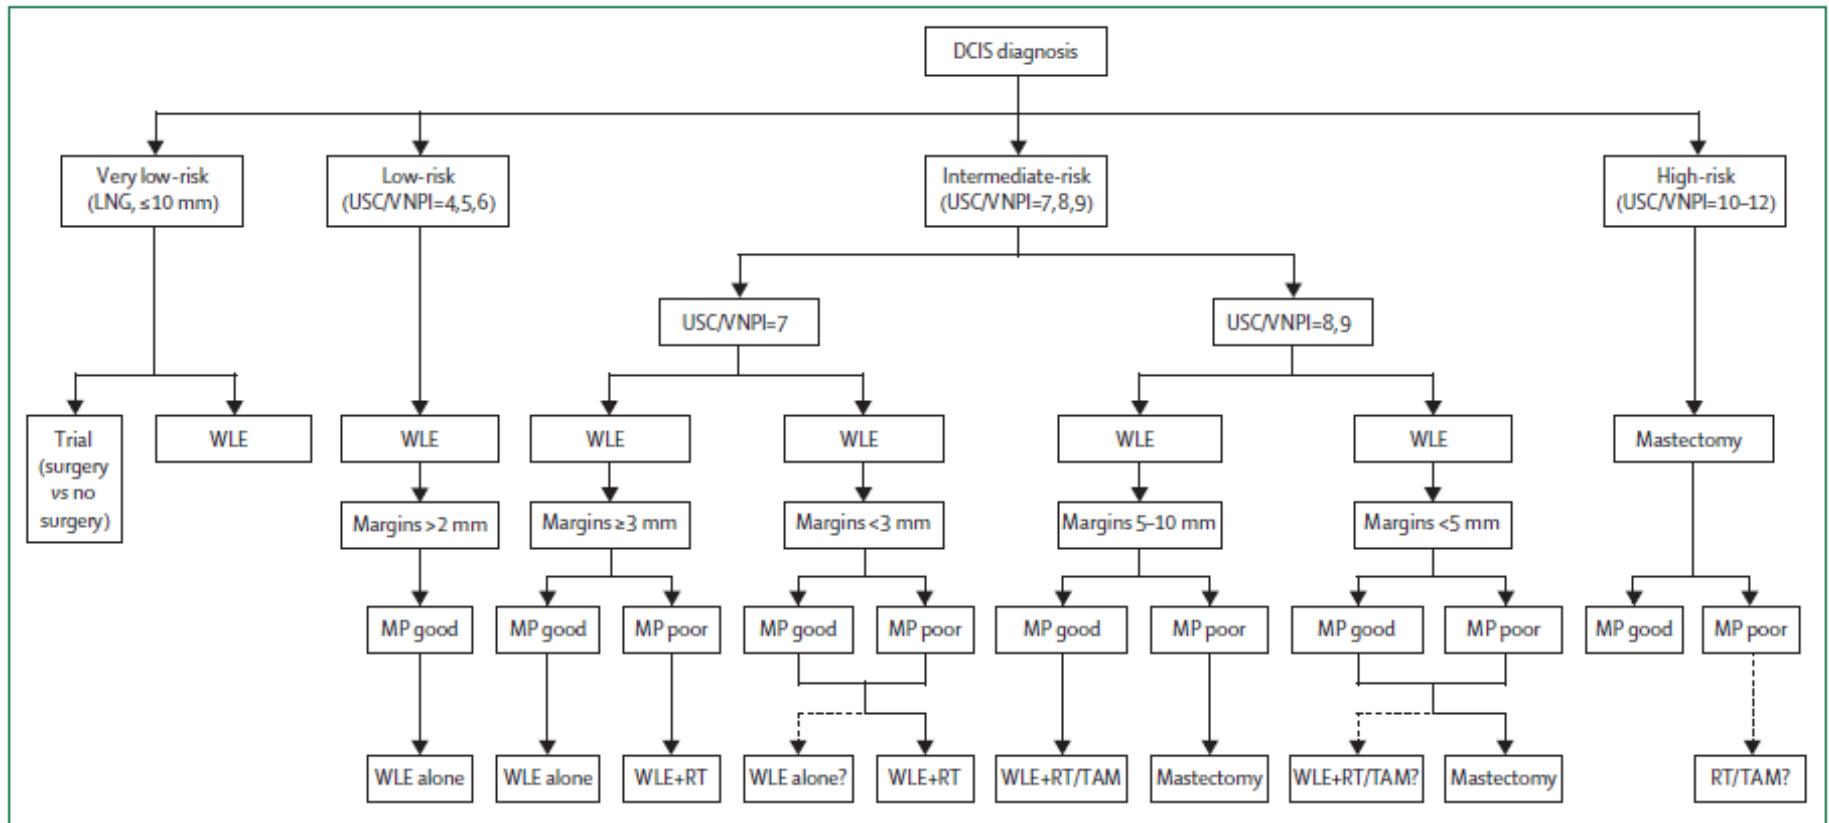 DCIS diagnosis
Very low-risk
(LNG, ≤10 mm)
Low-risk
(USC/VNPI=4,5,6)
Intermediate-risk
(USC/VNPI=7,8,9)
High-risk
(USC/VNPI=10–12)
USC/VNPI=7
USC/VNPI=8,9
Trial
(surgery
vs no
surgery)
WLE
WLE
WLE
WLE
WLE
WLE
Mastectomy
Margins >2 mm
Margins ≥3 mm
Margins <3 mm
Margins 5–10 mm
Margins <5 mm
MP good
MP good
MP poor
MP good
MP poor
MP good
MP poor
MP good
MP poor
MP good
MP poor
WLE alone
WLE alone
WLE+RT
WLE alone?
WLE+RT
WLE+RT/TAM
Mastectomy
WLE+RT/TAM?
Mastectomy
RT/TAM?